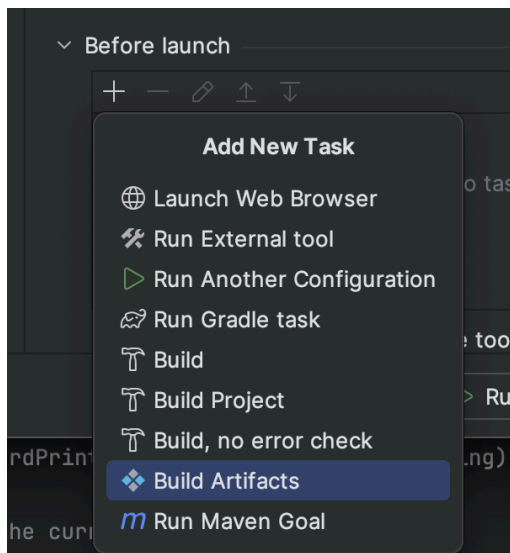 Before launch
Add New Task
Launch Web Browser
Run External tool
Run Another Configuration
Run Gradle task
Build
Build Project
Build, no error check
Build Artifacts
Run Maven Goal